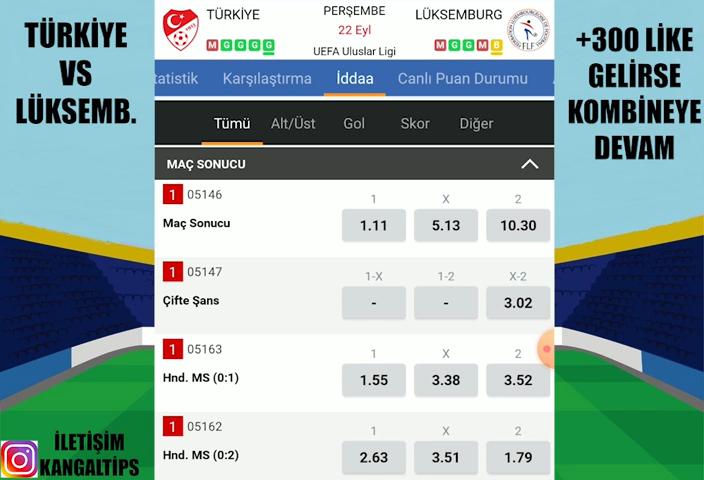 TÜRKİYE
VS
LÜKSEMB.
TÜRKİYE
M G G G G
PERŞEMBE
22 Eyl
UEFA Uluslar Ligi
LÜKSEMBURG
M G G M B
+300 LİKE
GELİRSE
KOMBİNEYE
DEVAM
tatistik Karşılaştırma İddaa Canlı Puan Durumu
Tümü Alt/Üst Gol Skor Diğer
MAÇ SONUCU
1 05146 1 X 2
Maç Sonucu 1.11 5.13 10.30
1 05147 1-X 1-2 X-2
Çifte Şans - - 3.02
1 05163 1 X 2
Hnd. MS (0:1) 1.55 3.38 3.52
1 05162 1 X 2
Hnd. MS (0:2) 2.63 3.51 1.79
İLETİŞİM
KANGALTİPS